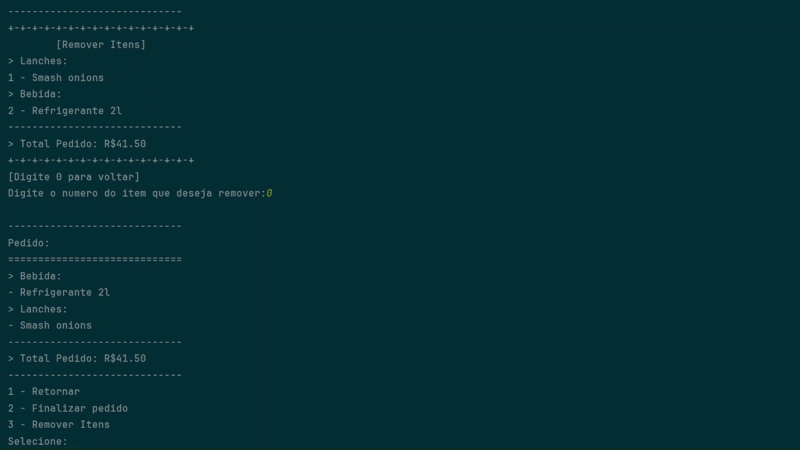 ------------------------------
+-+-+-+-+-+-+-+-+-+-+-+-+-+-+-+
[Remover Itens]
> Lanches:
1 - Smash onions
> Bebida:
2 - Refrigerante 2l
-----------------------------
> Total Pedido: R$41.50
+-+-+-+-+-+-+-+-+-+-+-+-+-+-+-+
[Digite 0 para voltar]
Digite o numero do item que deseja remover:0
-----------------------------
Pedido:
=============================
> Bebida:
- Refrigerante 2l
> Lanches:
- Smash onions
-----------------------------
> Total Pedido: R$41.50
-----------------------------
1 - Retornar
2 - Finalizar pedido
3 - Remover Itens
Selecione: